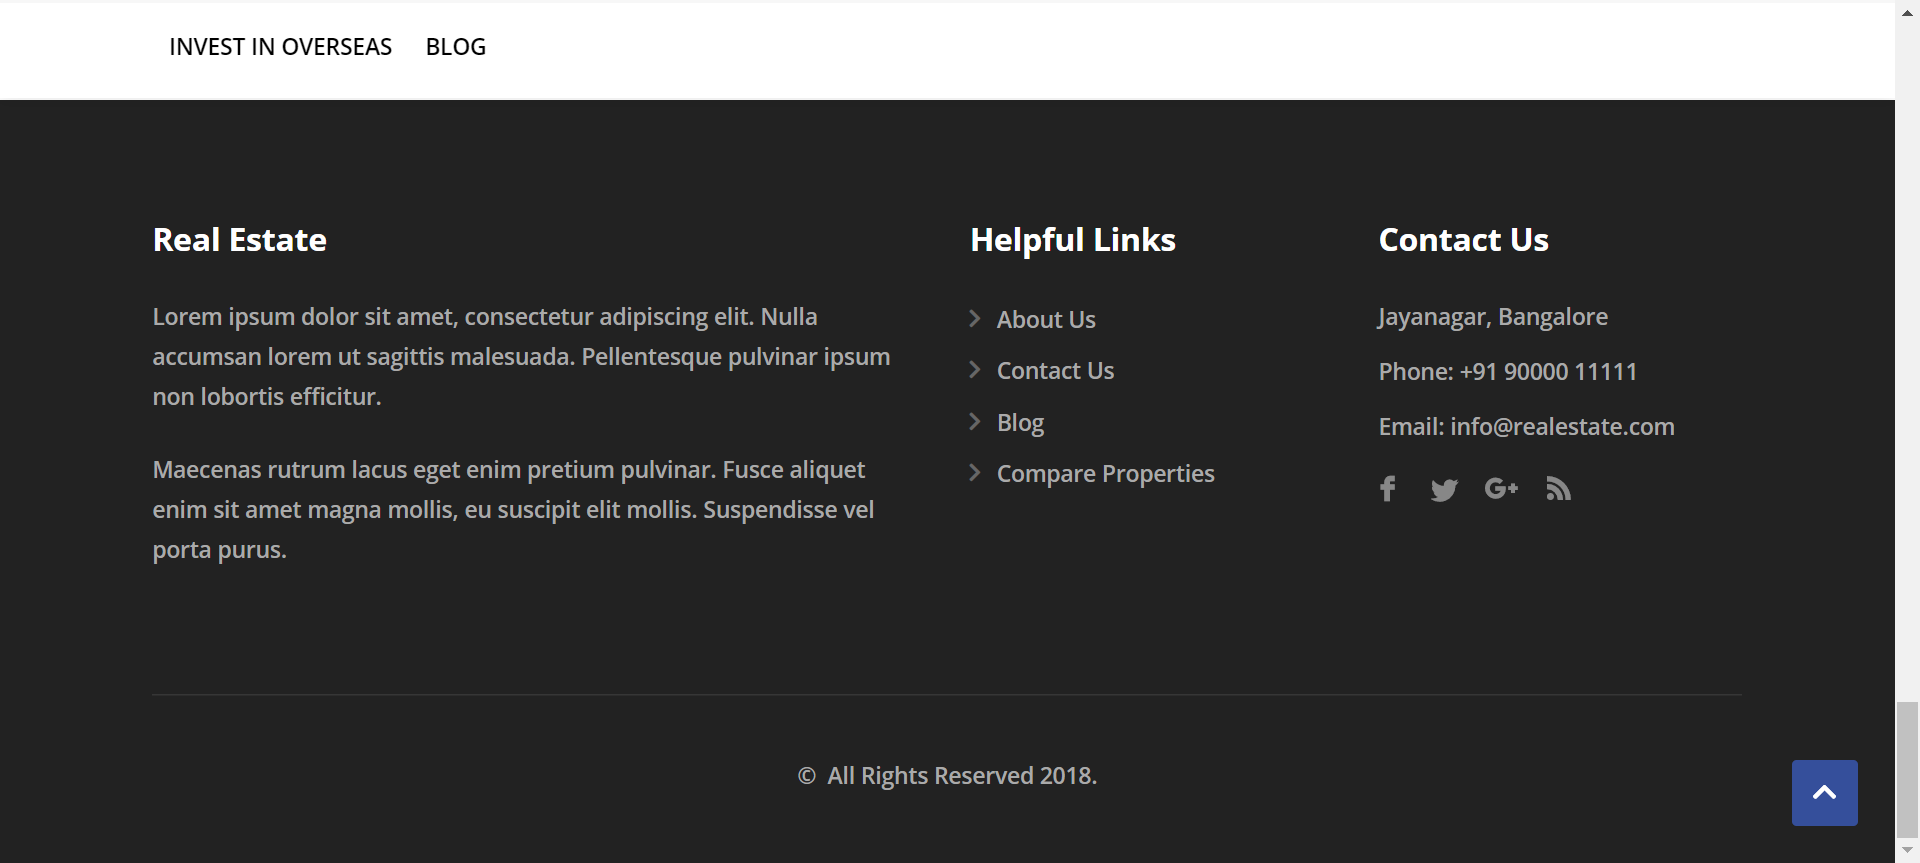 INVEST IN OVERSEAS BLOG
Real Estate
Lorem ipsum dolor sit amet, consectetur adipiscing elit. Nulla
accumsan lorem ut sagittis malesuada. Pellentesque pulvinar ipsum
non lobortis efficitur.
Maecenas rutrum lacus eget enim pretium pulvinar. Fusce aliquet
enim sit amet magna mollis, eu suscipit elit mollis. Suspendisse vel
porta purus.
Helpful Links
About Us
Contact Us
Blog
Compare Properties
Contact Us
Jayanagar, Bangalore
Phone: +91 90000 11111
Email: info@realestate.com
© All Rights Reserved 2018.